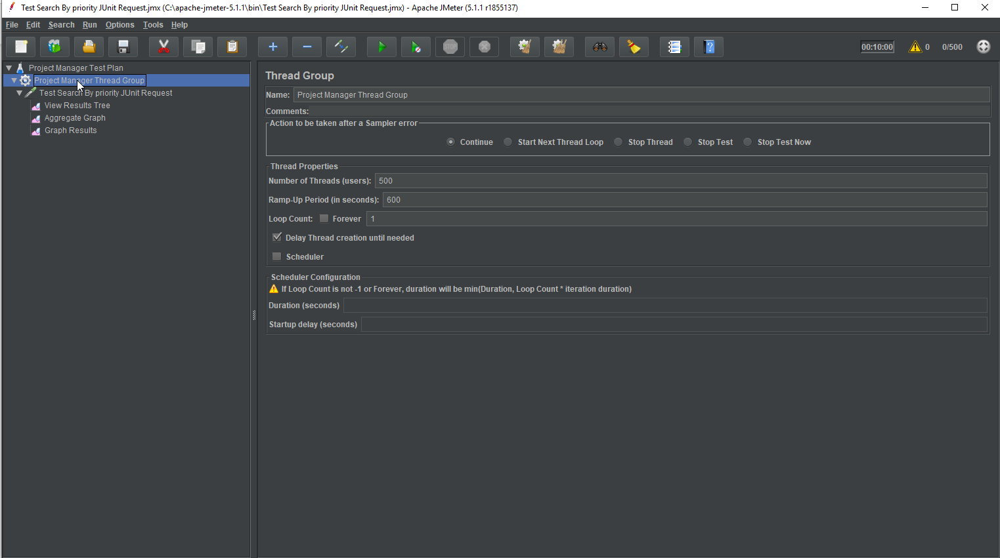 Test Search By priority JUnit Request.jmx (C:\apache-jmeter-5.1.1\bin\Test Search By priority JUnit Request.jmx) - Apache JMeter (5.1.1 r1855137)
File Edit Search Run Options Tools Help
STOP 00:10:00 0 0/500
Project Manager Test Plan
Project Manager Thread Group
Test Search By priority JUnit Request
View Results Tree
Aggregate Graph
Graph Results
Thread Group
Name: Project Manager Thread Group
Comments:
Action to be taken after a Sampler error
Continue Start Next Thread Loop Stop Thread Stop Test Stop Test Now
Thread Properties
Number of Threads (users): 500
Ramp-Up Period (in seconds): 600
Loop Count: Forever 1
Delay Thread creation until needed
Scheduler
Scheduler Configuration
If Loop Count is not -1 or Forever, duration will be min(Duration, Loop Count * iteration duration)
Duration (seconds)
Startup delay (seconds)